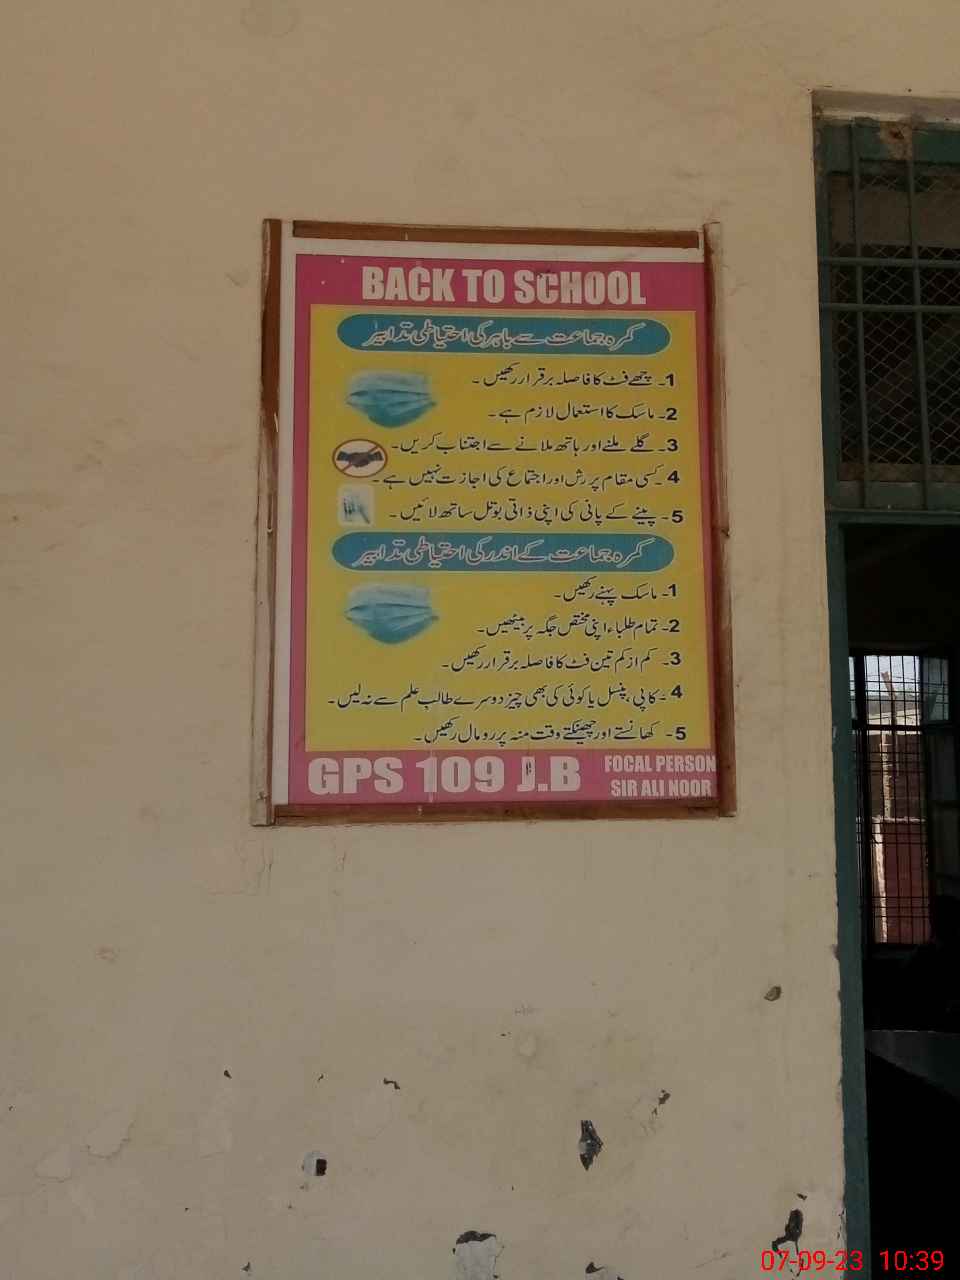 BACK TO SCHOOL
کمرہ جماعت سے باہر کی احتیاطی تدابیر
1۔ چھے فٹ کا فاصلہ برقرار رکھیں۔
2۔ ماسک کا استعمال لازم ہے۔
3۔ گلے ملنے اور ہاتھ ملانے سے اجتناب کریں۔
4 کسی مقام پر رش اور اجتماع کی اجازت نہیں ہے۔
5۔ پینے کے پانی کی اپنی ذاتی بوتل ساتھ لائیں۔
کمرہ جماعت کے اندر کی احتیاطی تدابیر
1۔ ماسک پہنے رکھیں۔
2۔ تمام طلباء اپنی مختص جگہ پر بیٹھیں۔
3۔ کم از کم تین فٹ کا فاصلہ برقرار رکھیں۔
4۔ کاپی، پنسل یا کوئی کی بھی چیز دوسرے طالب علم سے نہ لیں۔
5۔ کھانستے اور چھینکتے وقت منہ پر رومال رکھیں۔
GPS 109 J.B
FOCAL PERSON
SIR ALI NOOR
07-09-23 10:39